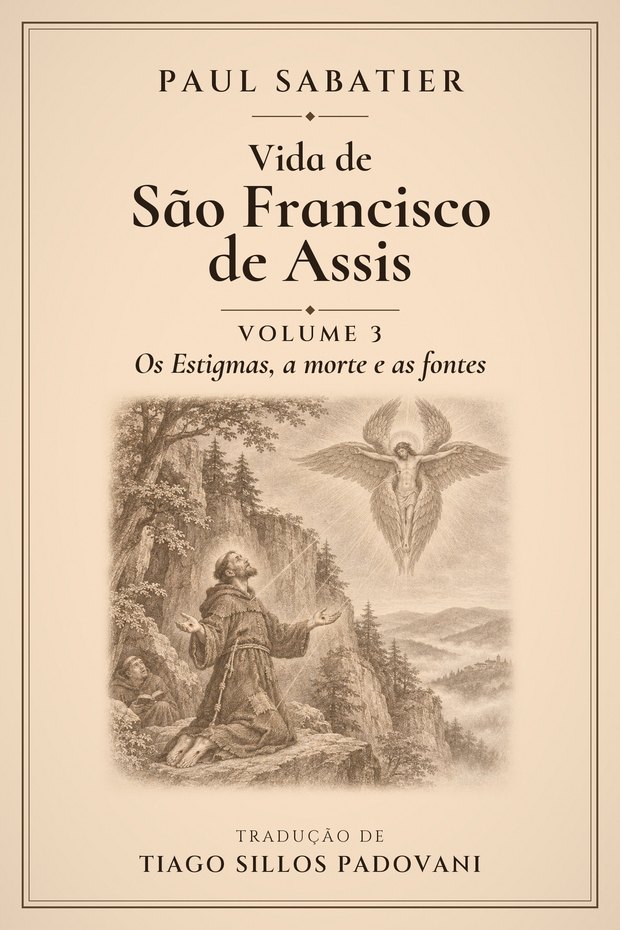 PAUL SABATIER
Vida de
São Francisco
de Assis
VOLUME 3
Os Estigmas, a morte e as fontes
TRADUÇÃO DE
TIAGO SILLOS PADOVANI